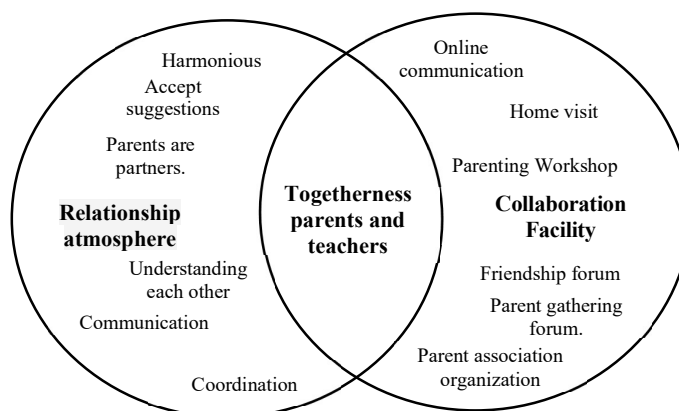 Harmonious
Accept
suggestions
Parents are
partners.
Relationship
atmosphere
Understanding
each other
Communication
Coordination
Togetherness
parents and
teachers
Online
communication
Home visit
Parenting Workshop
Collaboration
Facility
Friendship forum
Parent gathering
forum.
Parent association
organization